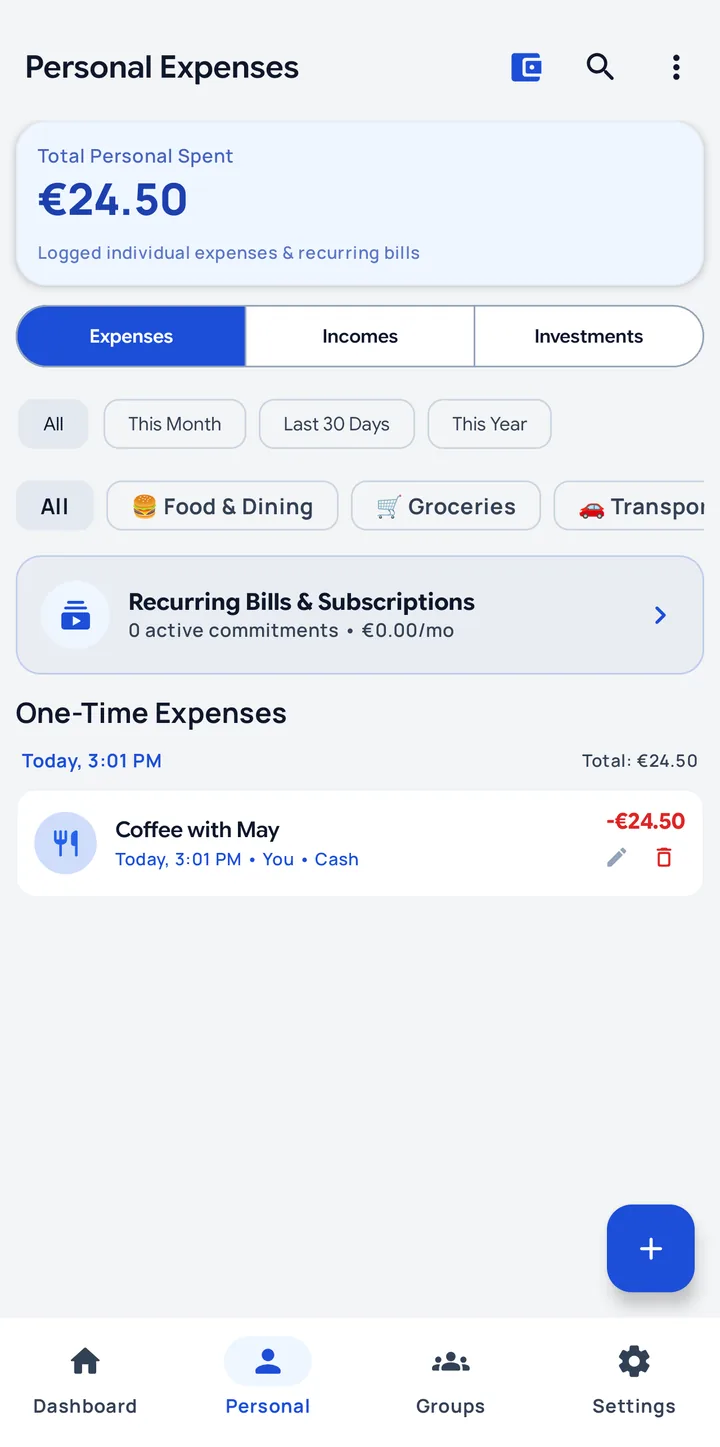 Personal Expenses
Total Personal Spent
€24.50
Logged individual expenses & recurring bills
Expenses Incomes Investments
All This Month Last 30 Days This Year
All 🍔 Food & Dining 🛒 Groceries 🚗 Transpor
Recurring Bills & Subscriptions
0 active commitments • €0.00/mo
One-Time Expenses
Today, 3:01 PM Total: €24.50
Coffee with May -€24.50
Today, 3:01 PM • You • Cash
Dashboard Personal Groups Settings